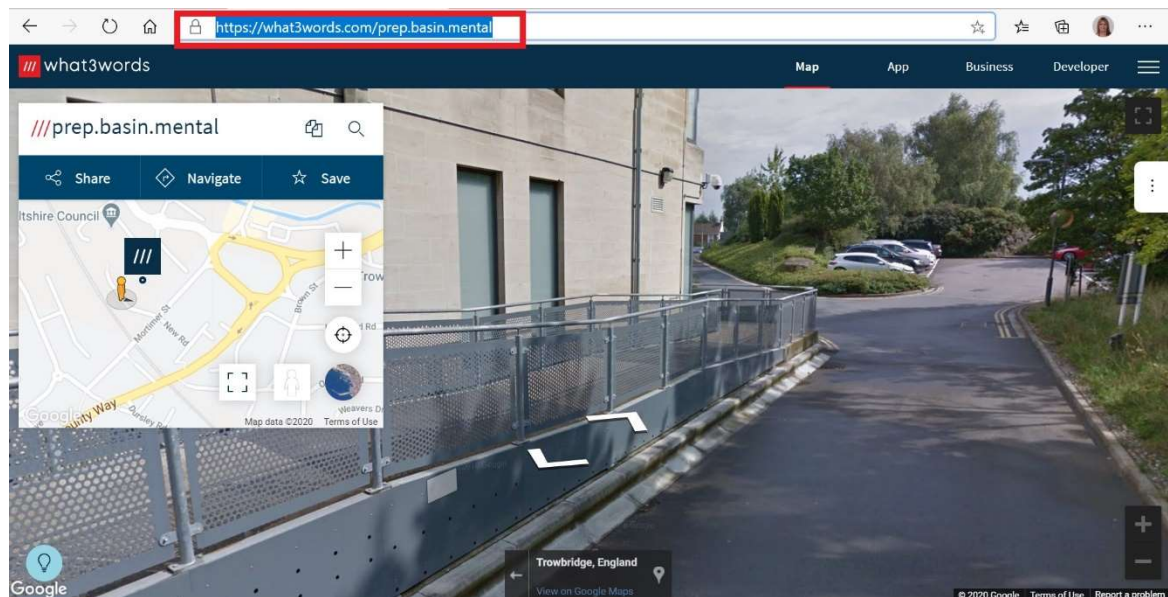 https://what3words.com/prep.basin.mental
/// what3words
Map App Business Developer
///prep.basin.mental
Share Navigate Save
ltshire Council
///
Trow
Brown St
Mortimer St
New Rd
Rd
unty Way
Dursley Rd
Weavers D
Google
Map data ©2020 Terms of Use
Trowbridge, England
View on Google Maps
Google
© 2020 Google Terms of Use Report a problem